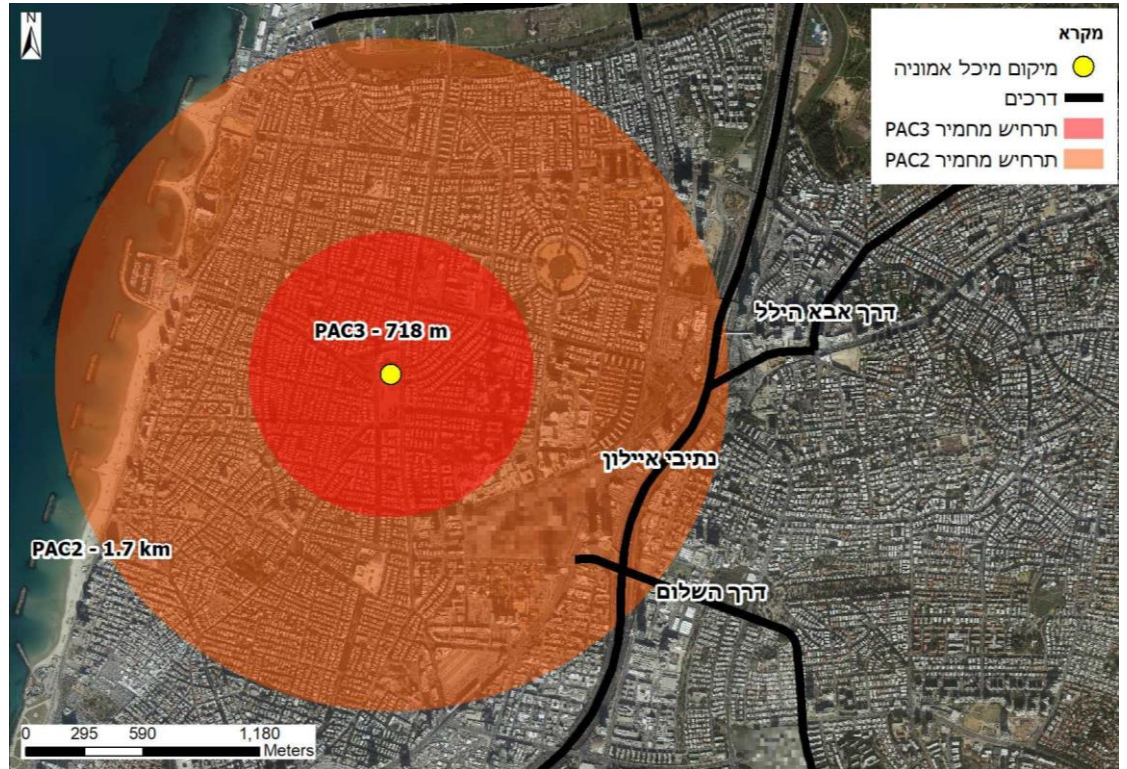 N
מקרא
מיקום מיכל אמוניה
דרכים
תרחיש מחמיר PAC3
תרחיש מחמיר PAC2
דרך אבא הילל
PAC3 - 718 m
נתיבי איילון
PAC2 - 1.7 km
דרך השלום
0 295 590 1,180
Meters